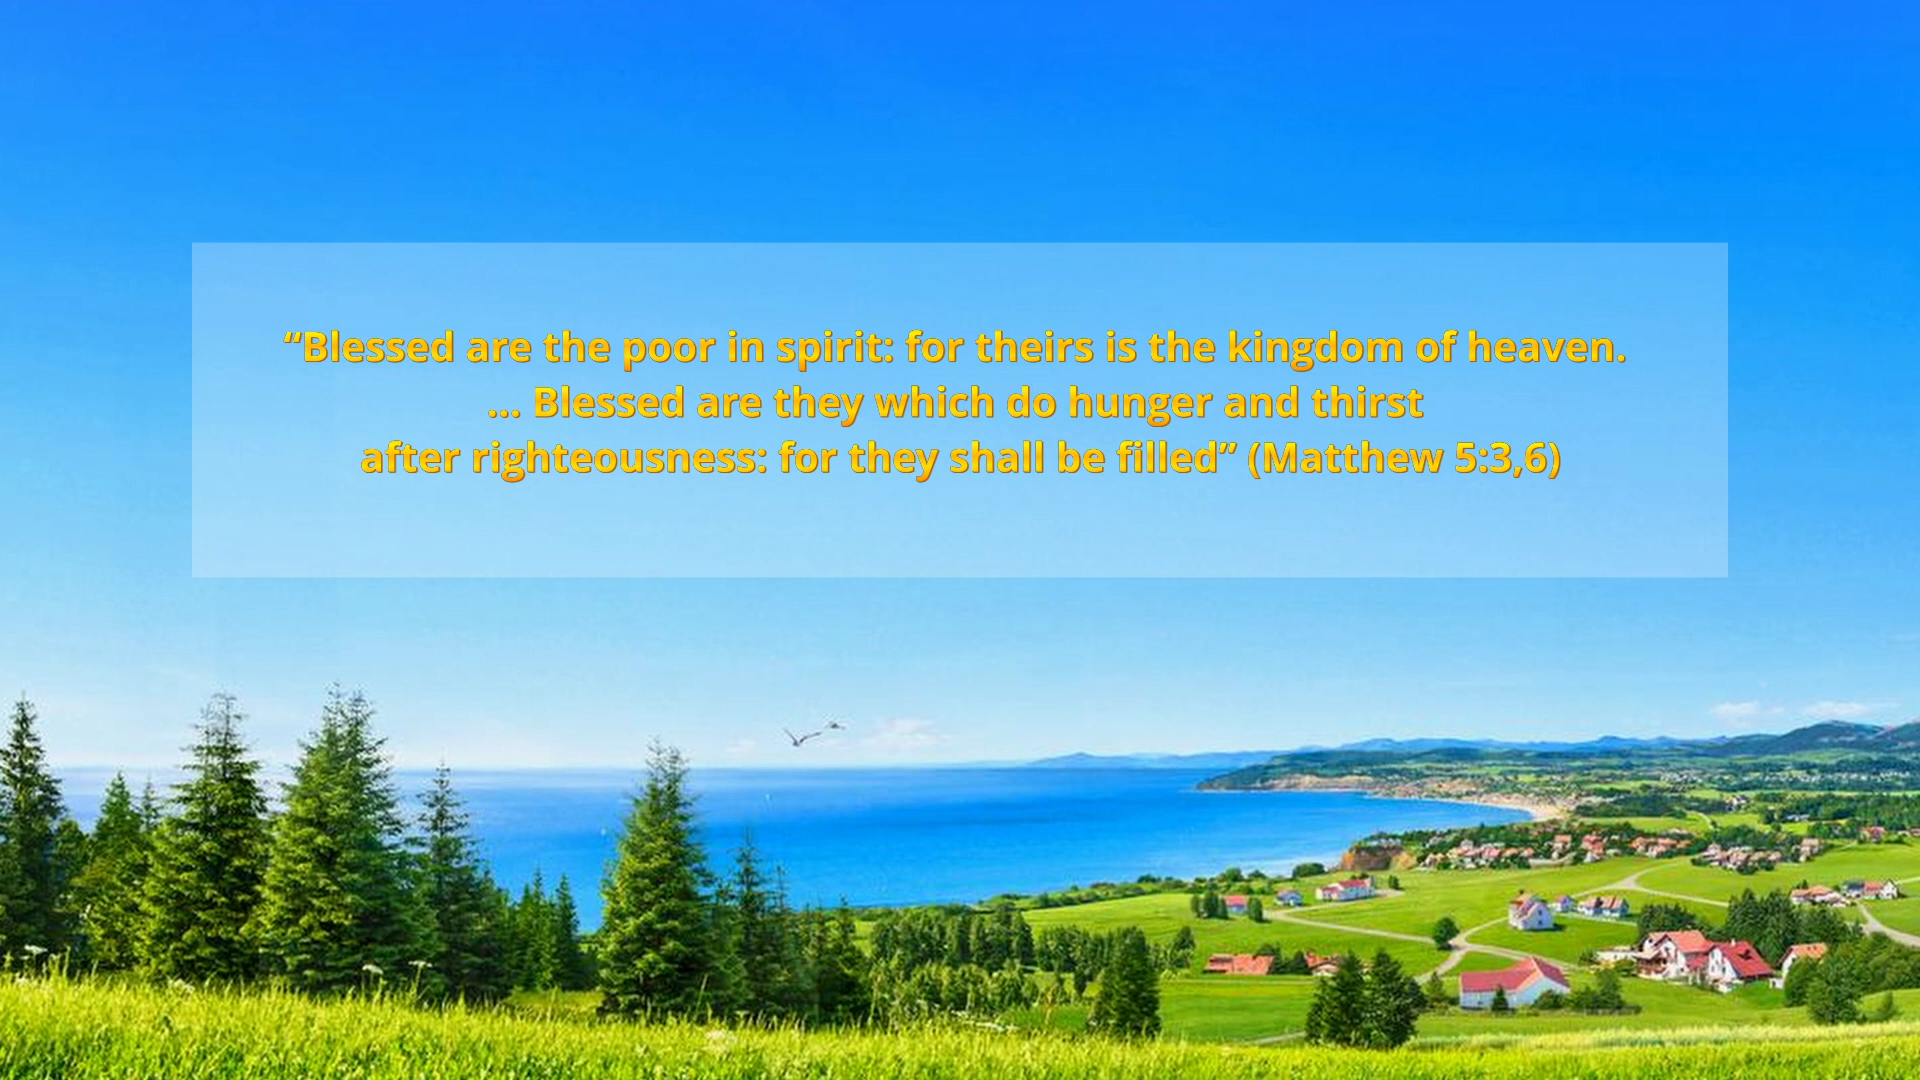 “Blessed are the poor in spirit: for theirs is the kingdom of heaven.
... Blessed are they which do hunger and thirst
after righteousness: for they shall be filled” (Matthew 5:3,6)